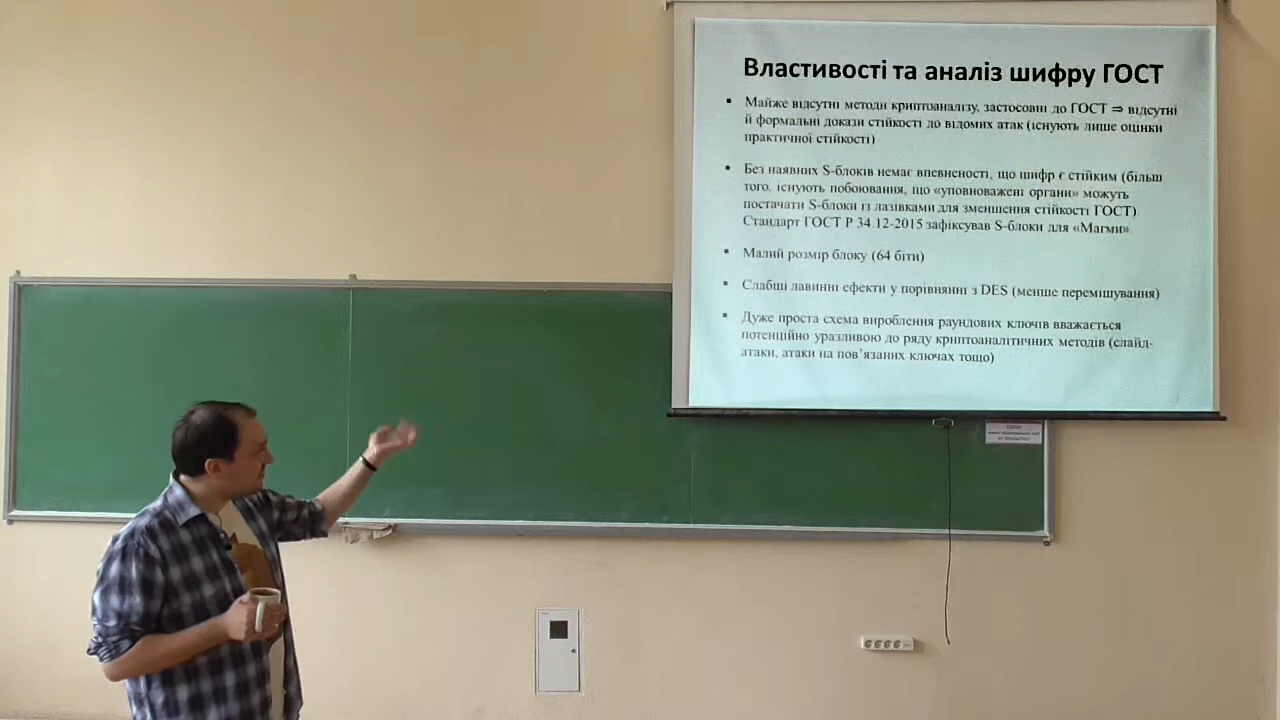 Властивості та аналіз шифру ГОСТ
▪ Майже відсутні методи криптоаналізу, застосовні до ГОСТ ⇒ відсутні
й формальні докази стійкості до відомих атак (існують лише оцінки
практичної стійкості)
▪ Без наявних S-блоків немає впевненості, що шифр є стійким (більш
того, існують побоювання, що «уповноважені органи» можуть
постачати S-блоки із лазівками для зменшення стійкості ГОСТ).
Стандарт ГОСТ Р 34.12-2015 зафіксував S-блоки для «Магми».
▪ Малий розмір блоку (64 біти)
▪ Слабші лавинні ефекти у порівнянні з DES (менше перемішування)
▪ Дуже проста схема вироблення раундових ключів вважається
потенційно уразливою до ряду криптоаналітичних методів (слайд-
атаки, атаки на пов’язаних ключах тощо)